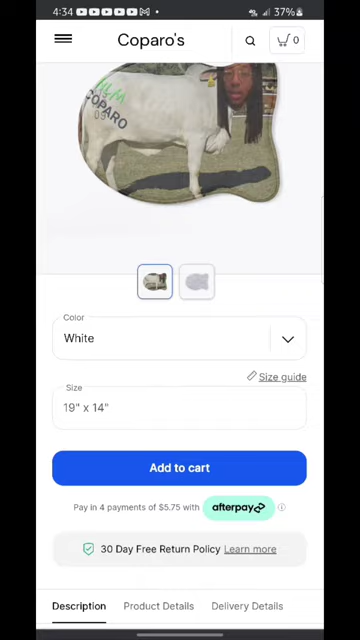 4:34
37%
Coparo's
0
COPARO
Color
White
Size guide
Size
19" x 14"
Add to cart
Pay in 4 payments of $5.75 with afterpay
30 Day Free Return Policy Learn more
Description Product Details Delivery Details